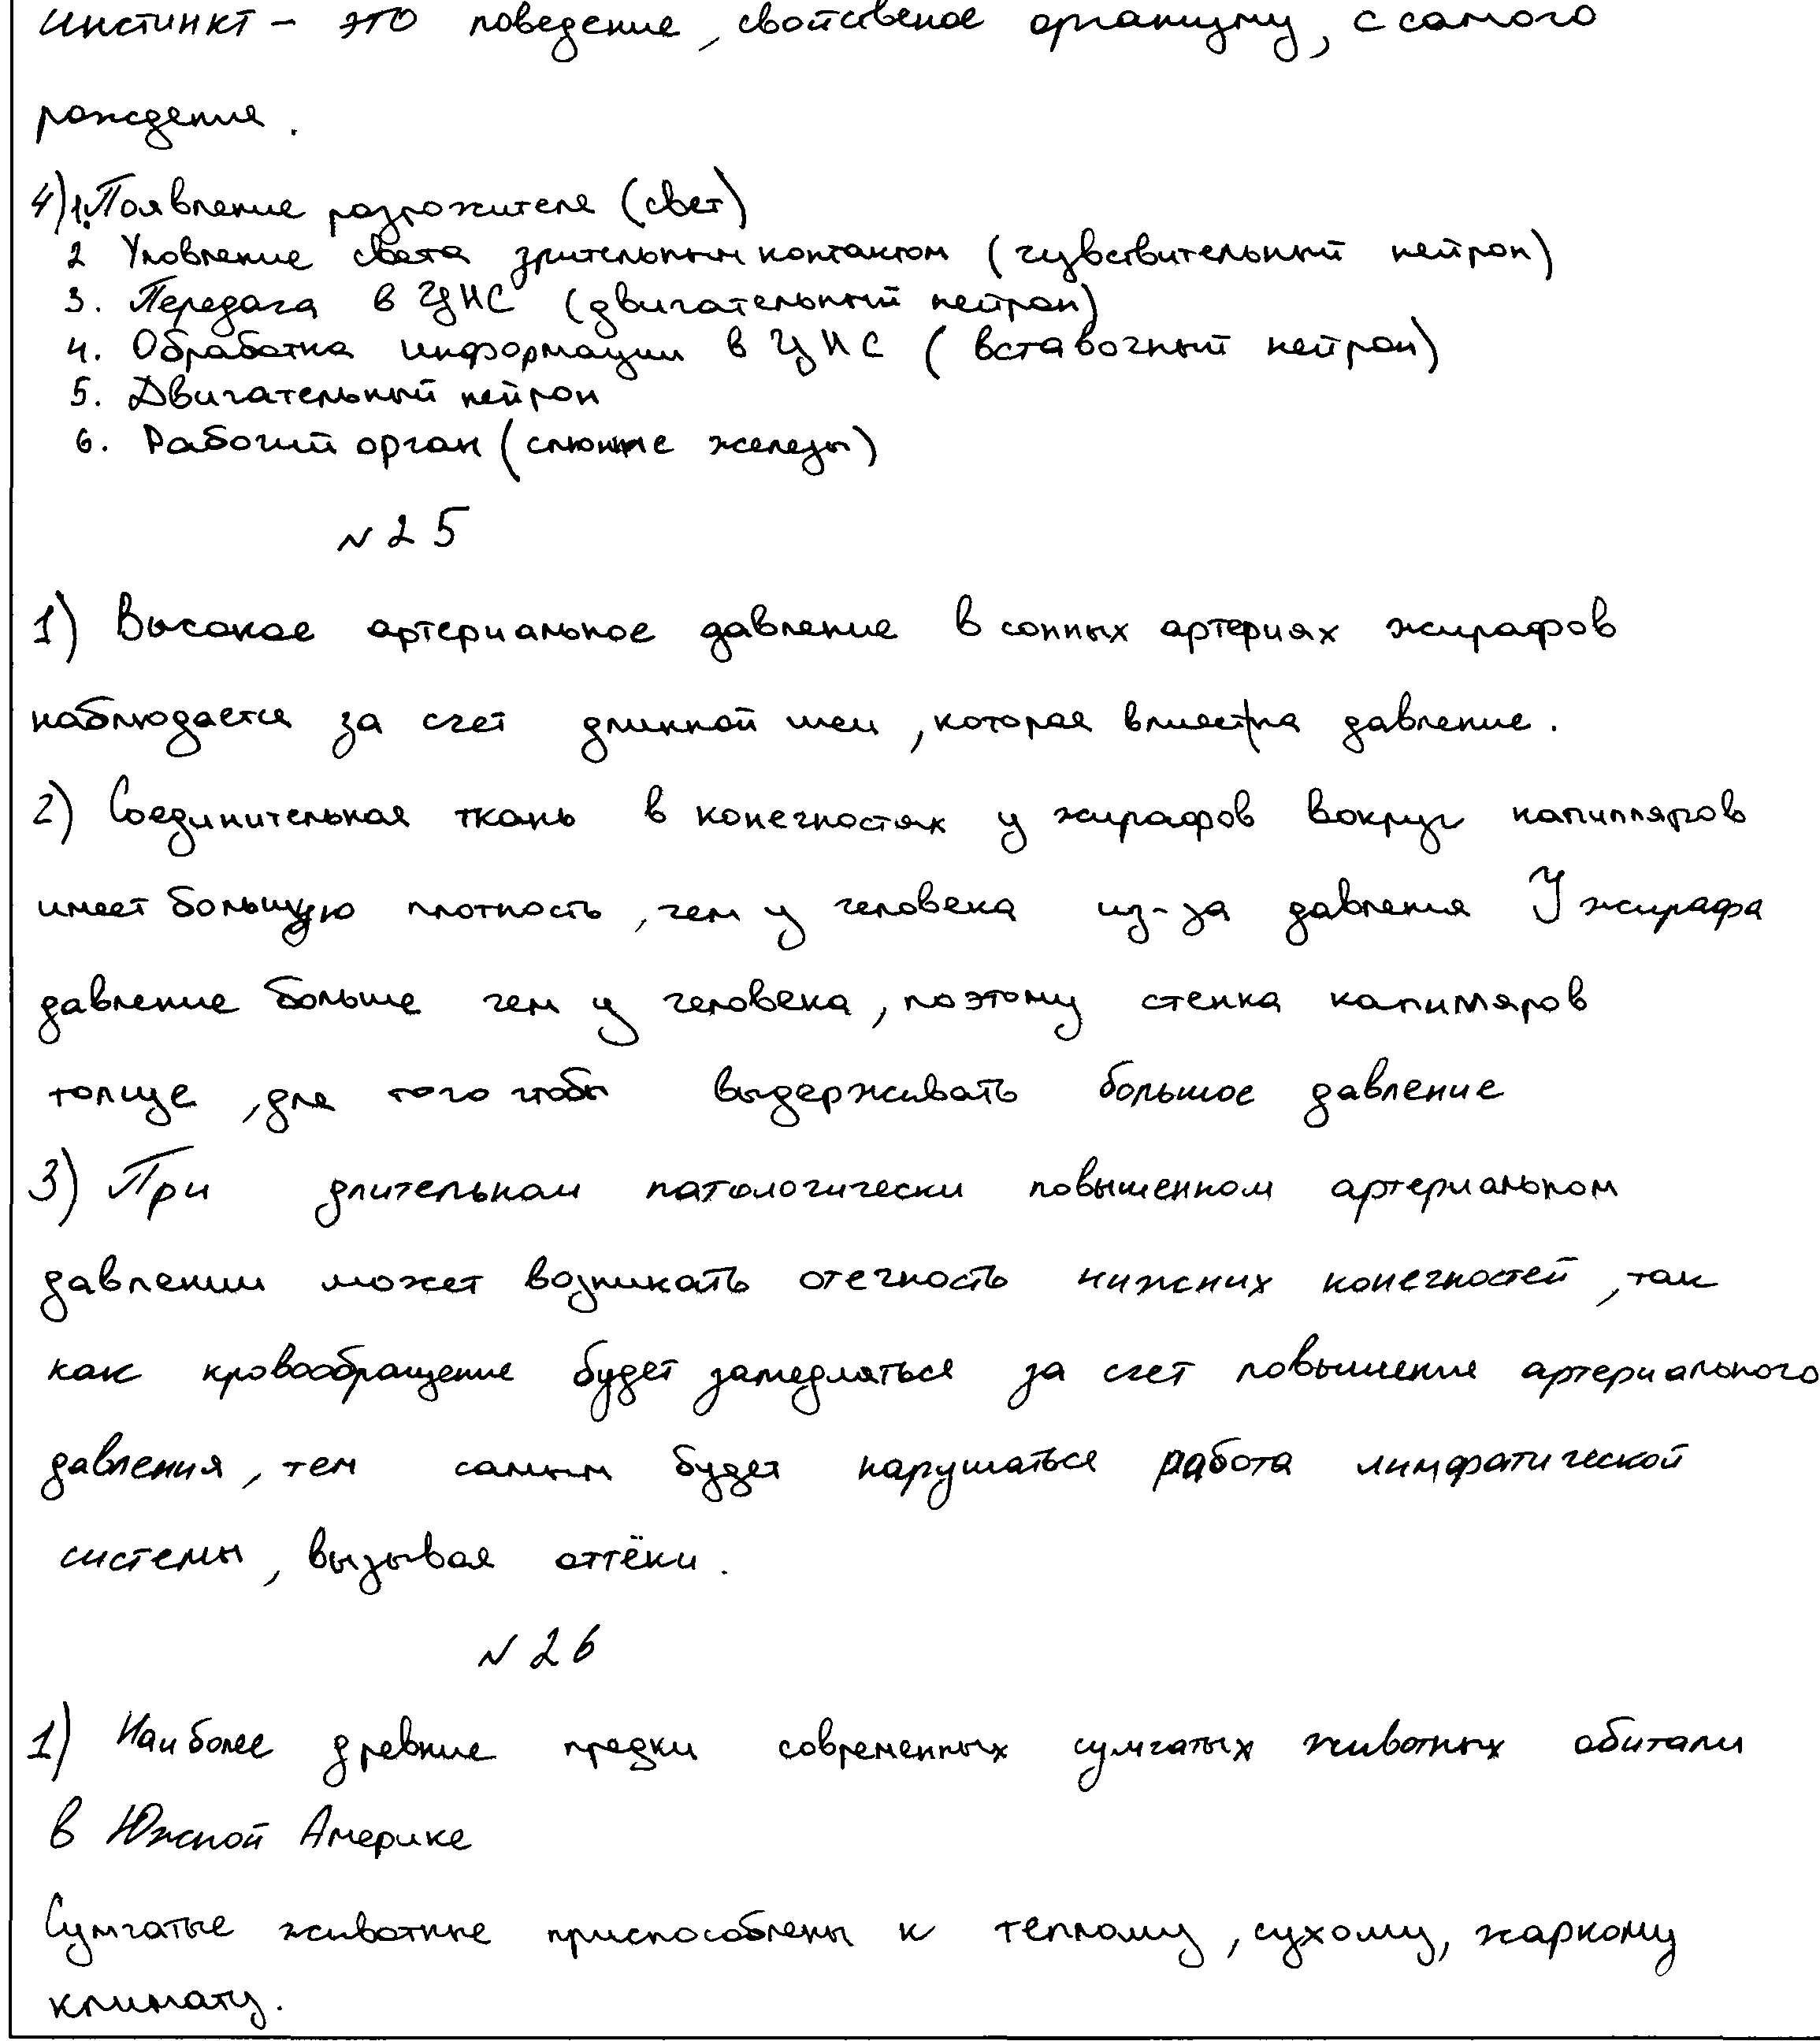 инстинкт – это поведение, свойственое организму, с самого
рождения.
4) 1. Появление розрожителя (свет)
2 Уловление света зрительным контактом (чувствительный нейрон)
3. Передача в ЦНС (двигательный нейрон)
4. Обработка информации в ЦНС ( вставочный нейрон)
5. Двигательный нейрон
6. Рабочий орган (слюнные железы)
№25
1) Высокое артериальное давление в сонных артериях жирафов
наблюдается за счет длинной шеи, которая влияет на давление.
2) Соединительная ткань в конечностях у жирафов вокруг капилляров
имеет большую плотность, чем у человека из-за давления У жирафа
давление больше чем у человека, поэтому стенка капилляров
толще, для того чтобы выдерживать большое давление
3) При длительном патологически повышенном артериальном
давлении может возникать отечность нижних конечностей, так
как кровообращение будет замедляться за счет повышения артериального
давления, тем самым будет нарушаться работа лимфатической
системы, вызывая оттёки.
№26
1) Наиболее древние предки современных сумчатых животных обитали
в Южной Америке
Сумчатые животные приспособлены к теплому, сухому, жаркому
климату.